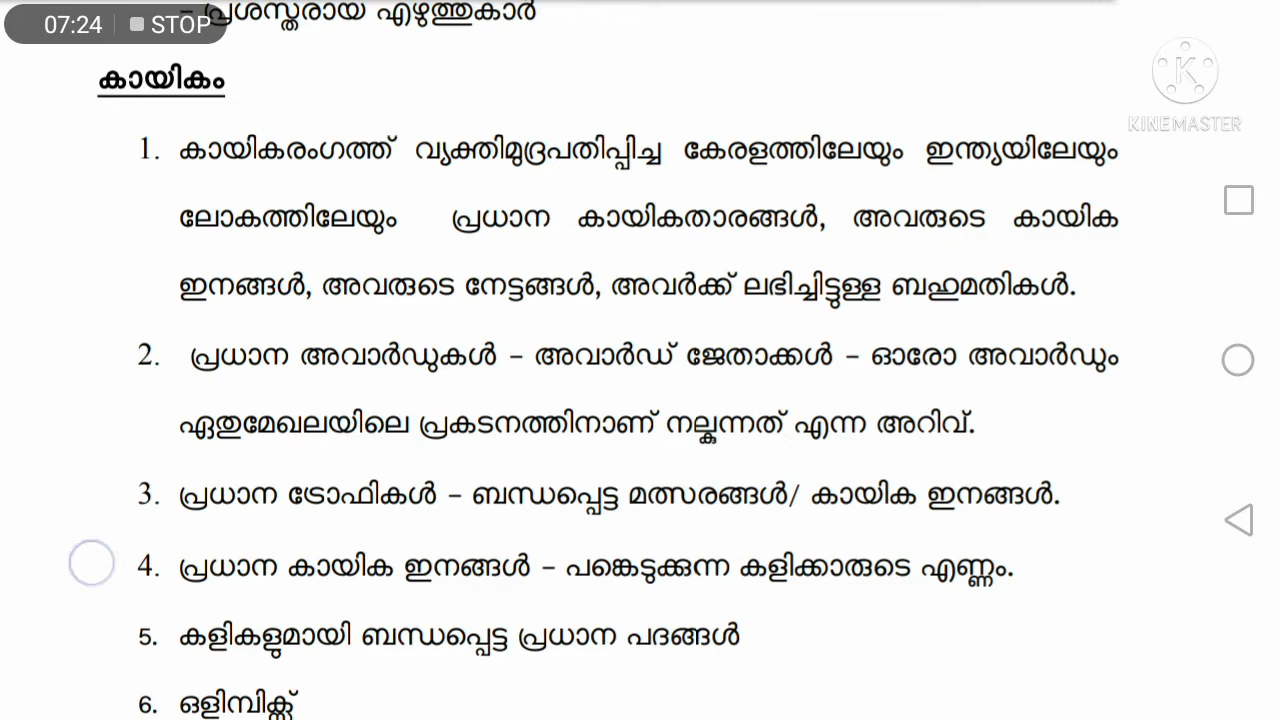 – പ്രശസ്തരായ എഴുത്തുകാർ
07:24 STOP
കായികം
KINEMASTER
1. കായികരംഗത്ത് വ്യക്തിമുദ്രപതിപ്പിച്ച കേരളത്തിലേയും ഇന്ത്യയിലേയും
ലോകത്തിലേയും പ്രധാന കായികതാരങ്ങൾ, അവരുടെ കായിക
ഇനങ്ങൾ, അവരുടെ നേട്ടങ്ങൾ, അവർക്ക് ലഭിച്ചിട്ടുള്ള ബഹുമതികൾ.
2. പ്രധാന അവാർഡുകൾ – അവാർഡ് ജേതാക്കൾ – ഓരോ അവാർഡും
ഏതുമേഖലയിലെ പ്രകടനത്തിനാണ് നല്കുന്നത് എന്ന അറിവ്.
3. പ്രധാന ട്രോഫികൾ – ബന്ധപ്പെട്ട മത്സരങ്ങൾ/ കായിക ഇനങ്ങൾ.
4. പ്രധാന കായിക ഇനങ്ങൾ – പങ്കെടുക്കുന്ന കളിക്കാരുടെ എണ്ണം.
5. കളികളുമായി ബന്ധപ്പെട്ട പ്രധാന പദങ്ങൾ
6. ഒളിമ്പിക്സ്